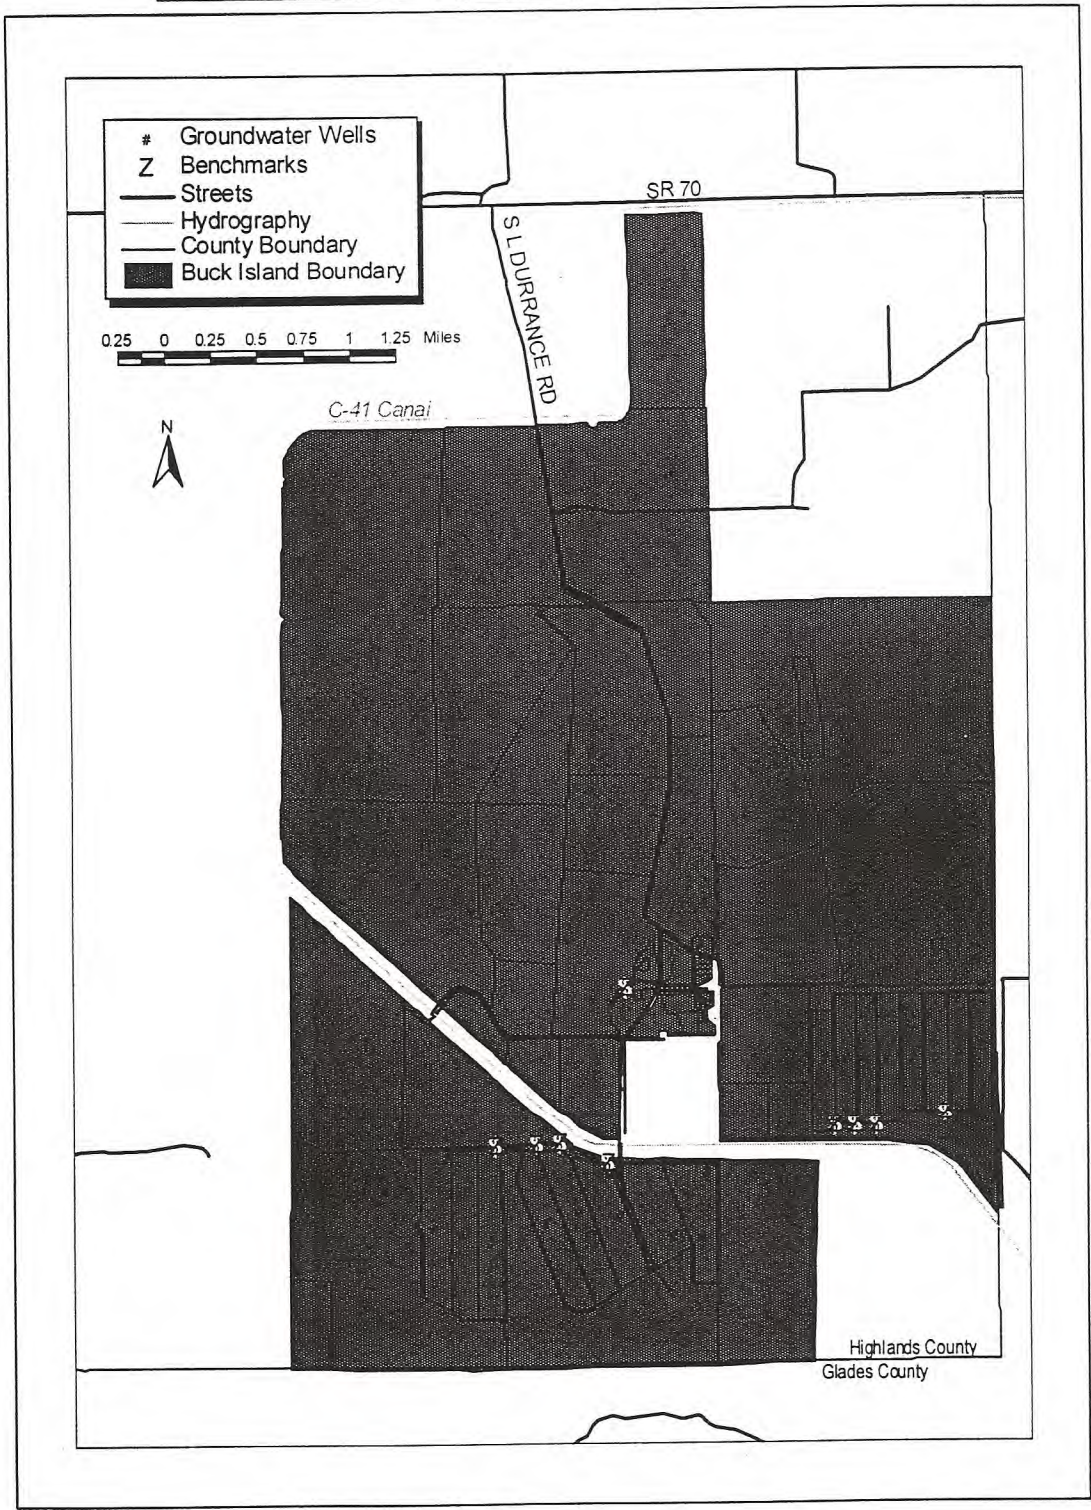 # Groundwater Wells
Z Benchmarks
Streets
Hydrography
County Boundary
Buck Island Boundary
0.25 0 0.25 0.5 0.75 1 1.25 Miles
N
SR 70
S L DURRANCE RD
C-41 Canal
Highlands County
Glades County